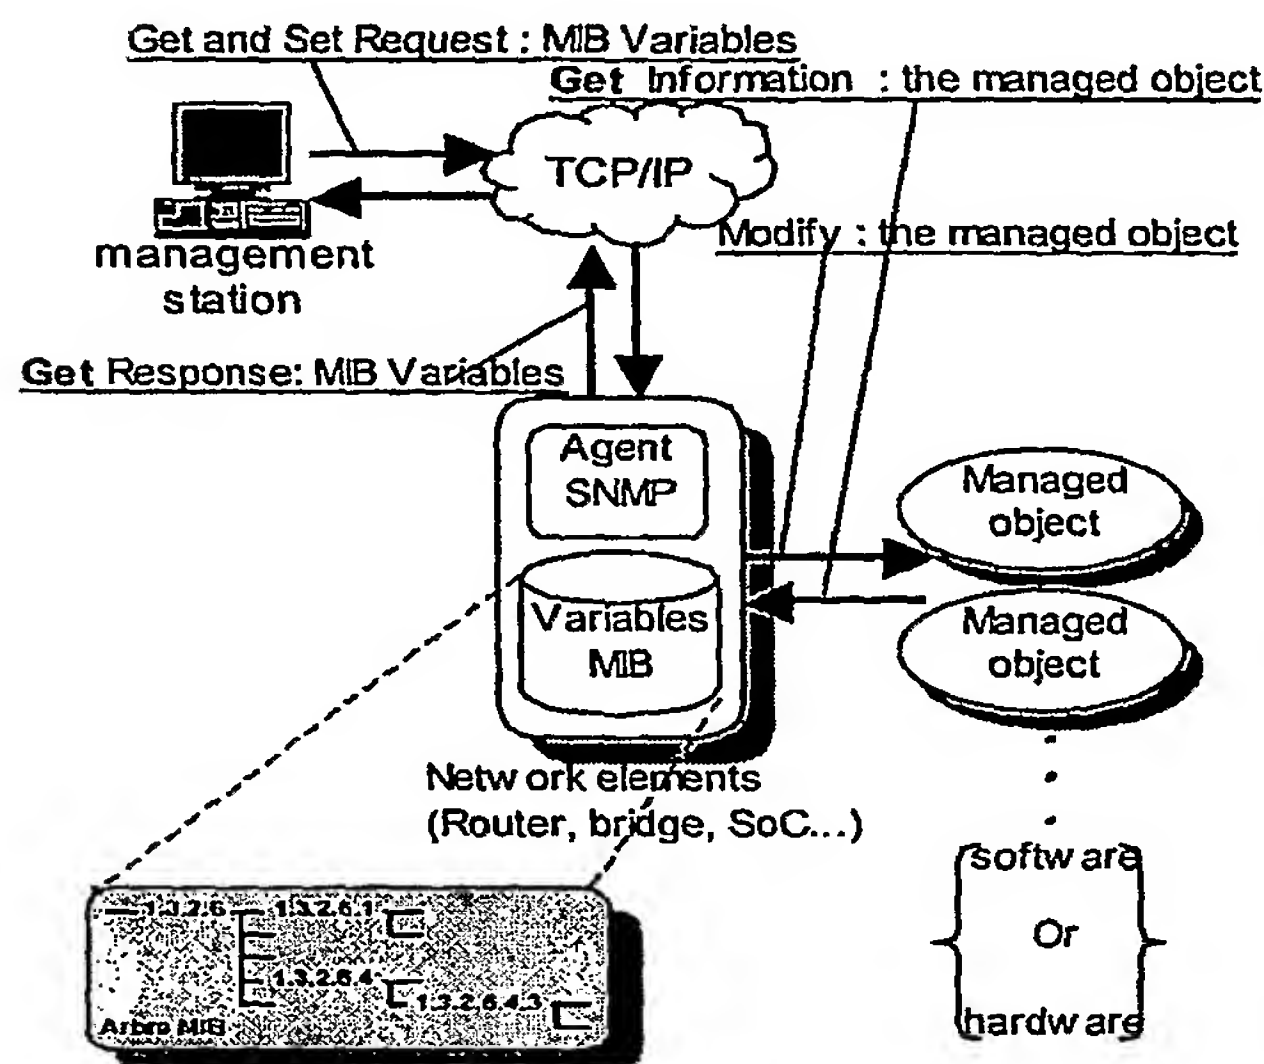 Get and Set Request : MIB Variables
Get Information : the managed object
TCP/IP
Modify : the managed object
management
station
Get Response: MIB Variables
Agent
SNMP
Managed
object
Variables
MIB
Managed
object
Network elements
(Router, bridge, SoC...)
software
Or
hardware
1.3.2.6 1.3.2.6.1
1.3.2.6.4
1.3.2.6.4.3
Arbre MIB